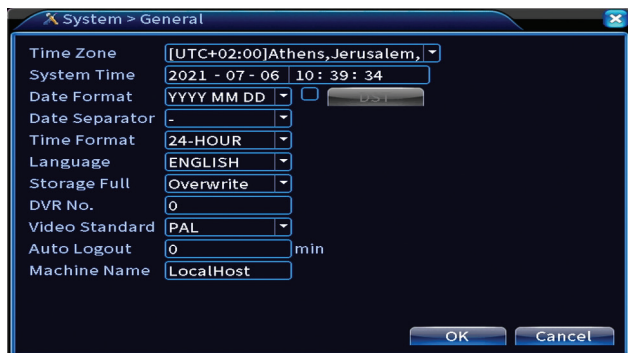 System > General
Time Zone [UTC+02:00]Athens,Jerusalem,
System Time 2021 - 07 - 06 10 : 39 : 34
Date Format YYYY MM DD DST
Date Separator -
Time Format 24-HOUR
Language ENGLISH
Storage Full Overwrite
DVR No. 0
Video Standard PAL
Auto Logout 0 min
Machine Name LocalHost
OK Cancel